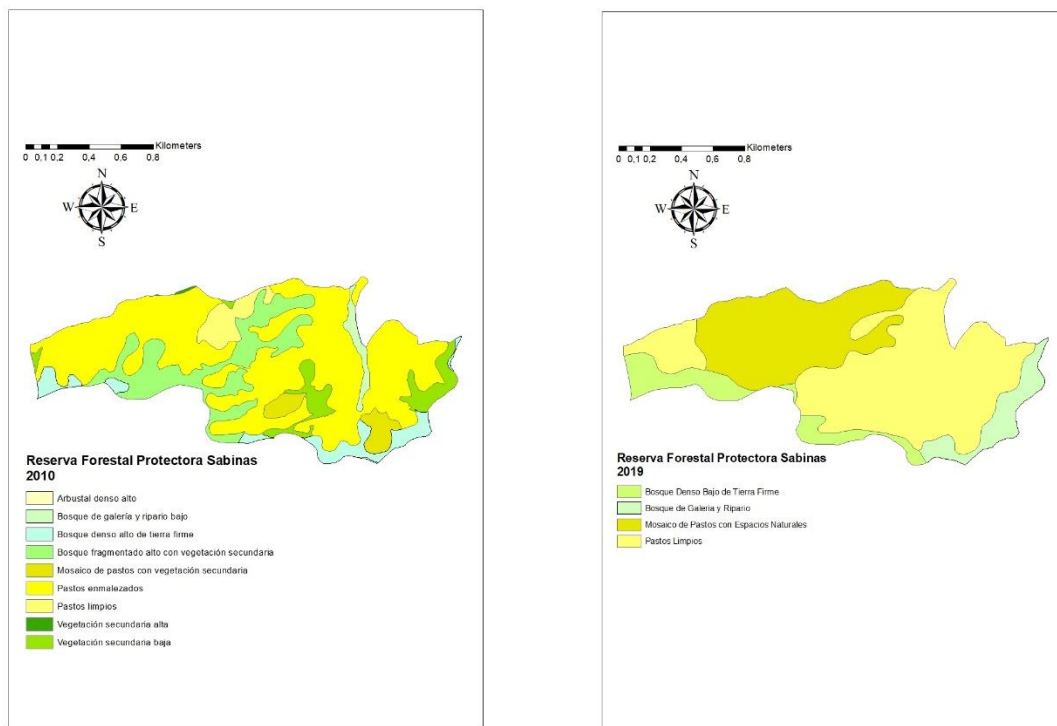 Kilometers
0 0,1 0,2 0,4 0,6 0,8
N
W E
S
Reserva Forestal Protectora Sabinas
2010
Arbustal denso alto
Bosque de galería y ripario bajo
Bosque denso alto de tierra firme
Bosque fragmentado alto con vegetación secundaria
Mosaico de pastos con vegetación secundaria
Pastos enmalezados
Pastos limpios
Vegetación secundaria alta
Vegetación secundaria baja
Kilometers
0 0,1 0,2 0,4 0,6 0,8
N
W E
S
Reserva Forestal Protectora Sabinas
2019
Bosque Denso Bajo de Tierra Firme
Bosque de Galeria y Ripario
Mosaico de Pastos con Espacios Naturales
Pastos Limpios